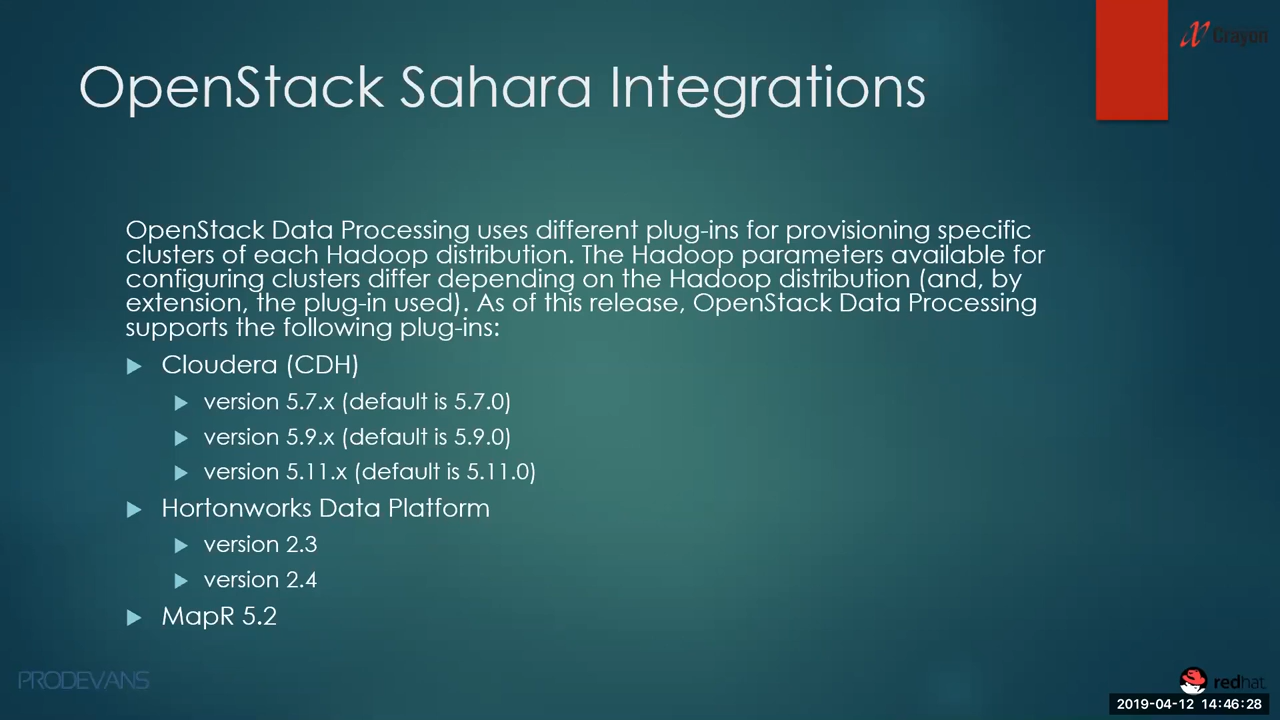 Crayon
OpenStack Sahara Integrations
OpenStack Data Processing uses different plug-ins for provisioning specific
clusters of each Hadoop distribution. The Hadoop parameters available for
configuring clusters differ depending on the Hadoop distribution (and, by
extension, the plug-in used). As of this release, OpenStack Data Processing
supports the following plug-ins:
Cloudera (CDH)
version 5.7.x (default is 5.7.0)
version 5.9.x (default is 5.9.0)
version 5.11.x (default is 5.11.0)
Hortonworks Data Platform
version 2.3
version 2.4
MapR 5.2
PRODEVANS
redhat.
2019-04-12 14:46:28